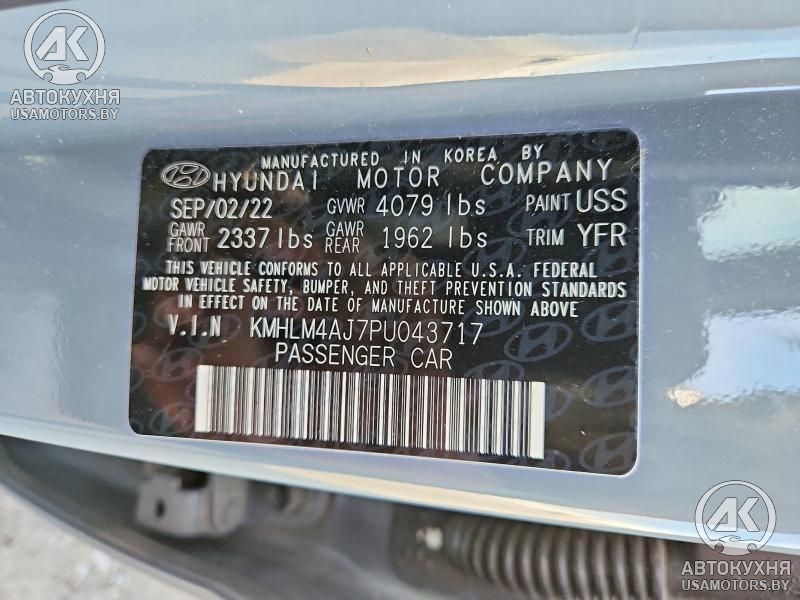 AK
АВТОКУХНЯ
USAMOTORS.BY
MANUFACTURED IN KOREA BY
HYUNDAI MOTOR COMPANY
SEP/02/22 GVWR 4079 lbs PAINT USS
GAWR FRONT 2337 lbs GAWR REAR 1962 lbs TRIM YFR
THIS VEHICLE CONFORMS TO ALL APPLICABLE U.S.A. FEDERAL
MOTOR VEHICLE SAFETY, BUMPER, AND THEFT PREVENTION STANDARDS
IN EFFECT ON THE DATE OF MANUFACTURE SHOWN ABOVE
V.I.N KMHLM4AJ7PU043717
PASSENGER CAR
AK
АВТОКУХНЯ
USAMOTORS.BY